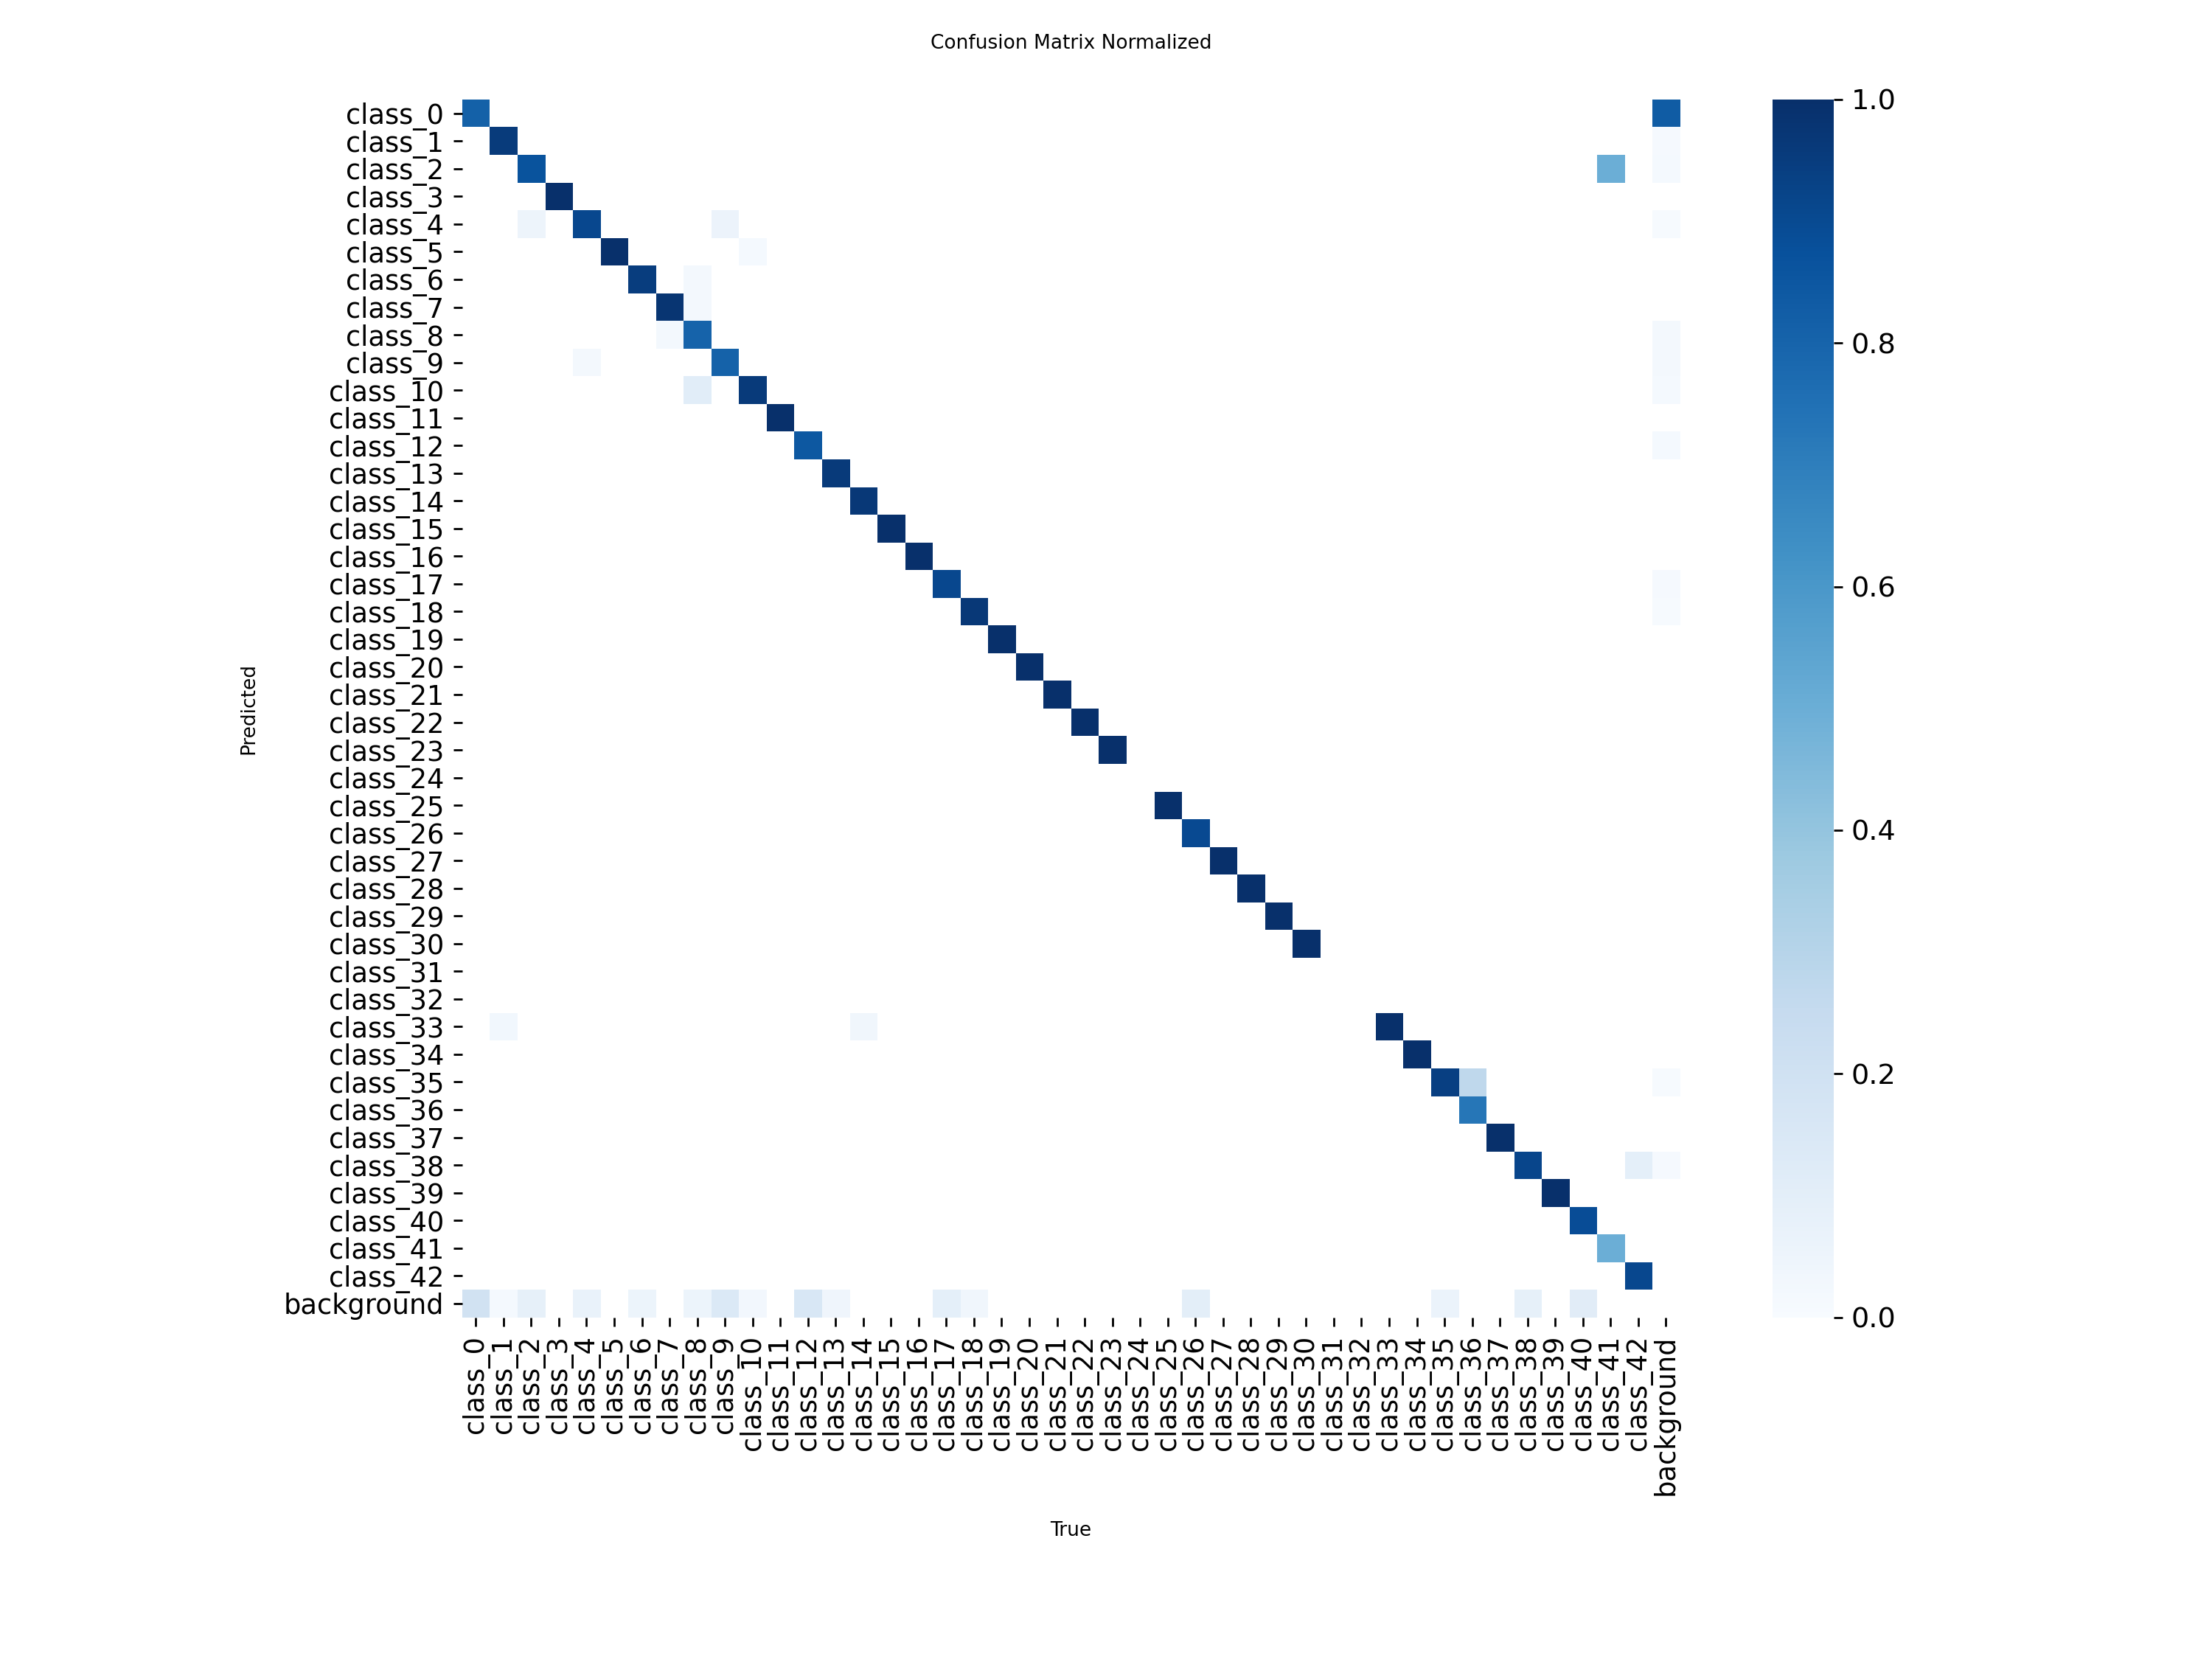 Confusion Matrix Normalized
class_0
class_1
class_2
class_3
class_4
class_5
class_6
class_7
class_8
class_9
class_10
class_11
class_12
class_13
class_14
class_15
class_16
class_17
class_18
class_19
class_20
class_21
class_22
class_23
class_24
class_25
class_26
class_27
class_28
class_29
class_30
class_31
class_32
class_33
class_34
class_35
class_36
class_37
class_38
class_39
class_40
class_41
class_42
background
Predicted
class_0
class_1
class_2
class_3
class_4
class_5
class_6
class_7
class_8
class_9
class_10
class_11
class_12
class_13
class_14
class_15
class_16
class_17
class_18
class_19
class_20
class_21
class_22
class_23
class_24
class_25
class_26
class_27
class_28
class_29
class_30
class_31
class_32
class_33
class_34
class_35
class_36
class_37
class_38
class_39
class_40
class_41
class_42
background
True
1.0
0.8
0.6
0.4
0.2
0.0